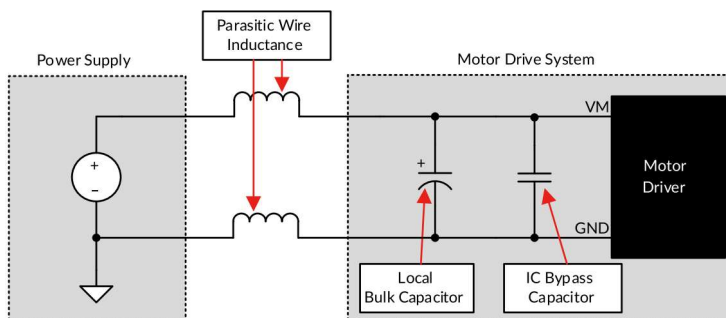 Parasitic Wire
Inductance
Power Supply
Motor Drive System
VM
+
+
−
Motor
Driver
GND
Local
Bulk Capacitor
IC Bypass
Capacitor